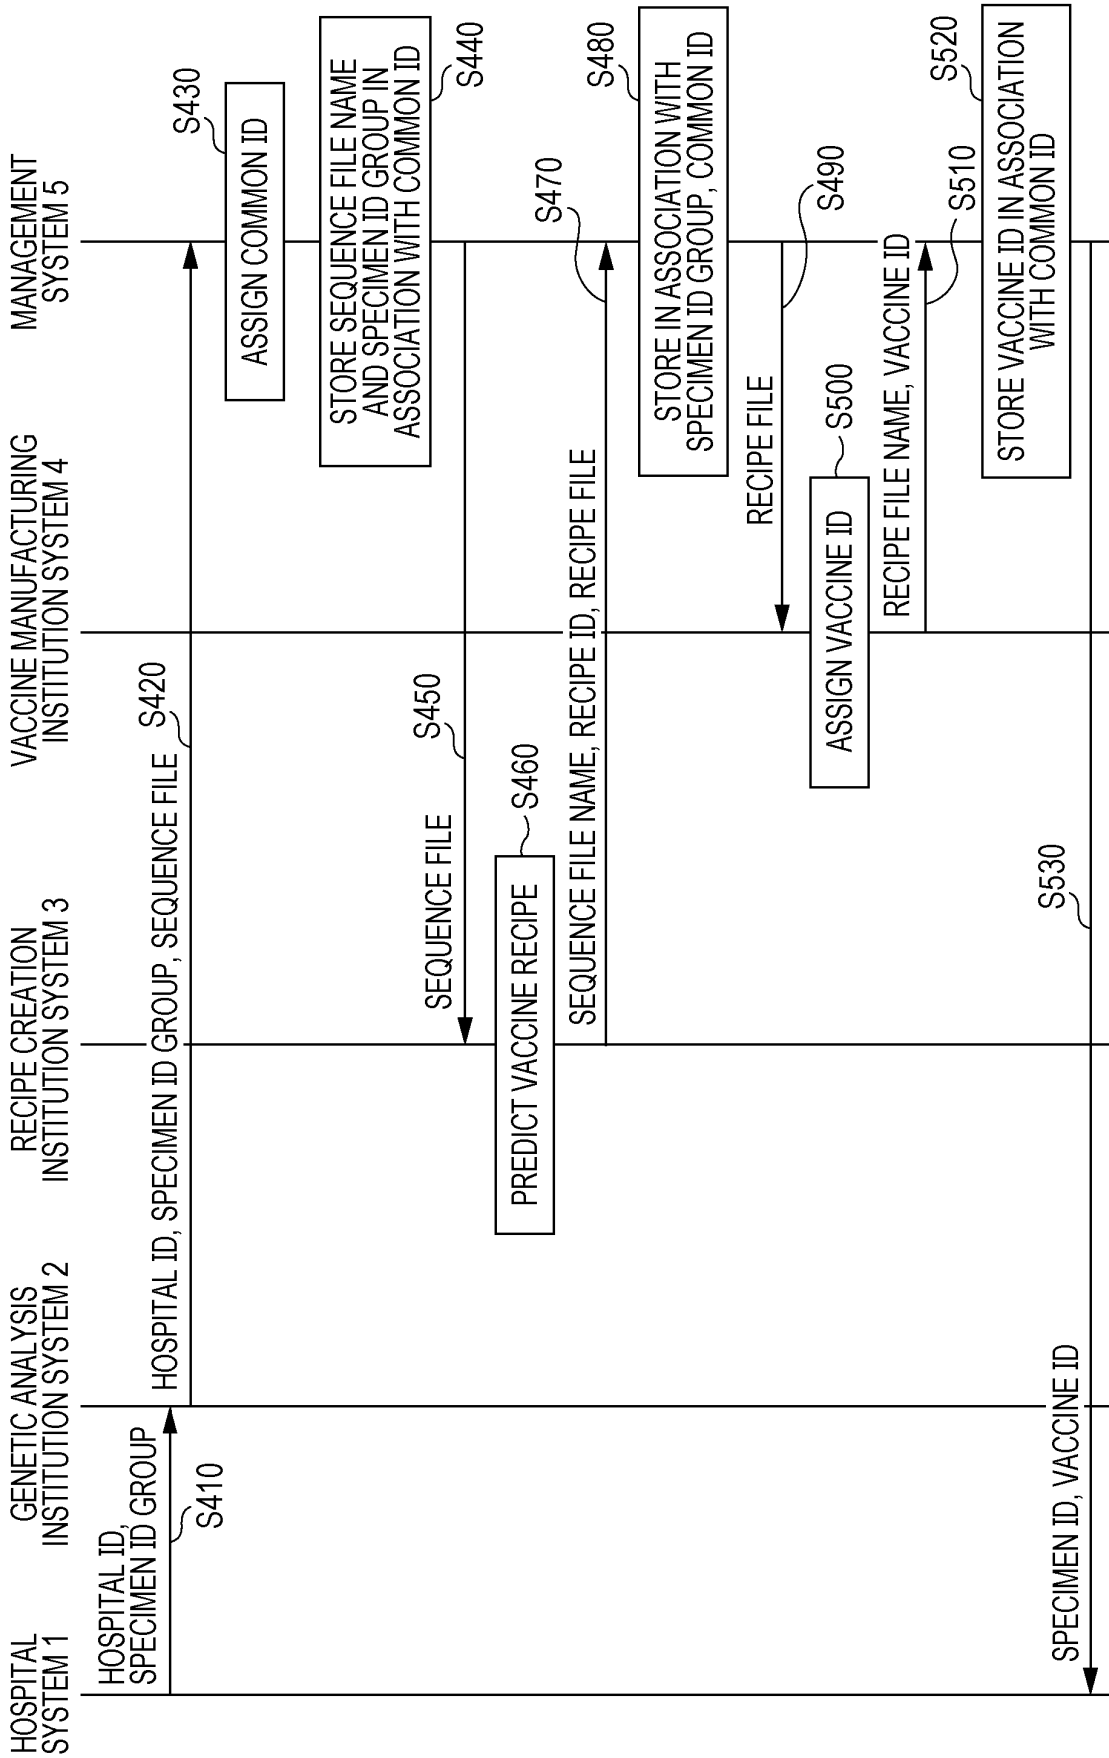 HOSPITAL
SYSTEM 1
GENETIC ANALYSIS
INSTITUTION SYSTEM 2
RECIPE CREATION
INSTITUTION SYSTEM 3
VACCINE MANUFACTURING
INSTITUTION SYSTEM 4
MANAGEMENT
SYSTEM 5
HOSPITAL ID,
SPECIMEN ID GROUP
S410
HOSPITAL ID, SPECIMEN ID GROUP, SEQUENCE FILE
S420
S430
ASSIGN COMMON ID
STORE SEQUENCE FILE NAME
AND SPECIMEN ID GROUP IN
ASSOCIATION WITH COMMON ID
S440
SEQUENCE FILE
S450
PREDICT VACCINE RECIPE
S460
SEQUENCE FILE NAME, RECIPE ID, RECIPE FILE
S470
S480
STORE IN ASSOCIATION WITH
SPECIMEN ID GROUP, COMMON ID
RECIPE FILE
S490
ASSIGN VACCINE ID
S500
RECIPE FILE NAME, VACCINE ID
S510
S520
STORE VACCINE ID IN ASSOCIATION
WITH COMMON ID
SPECIMEN ID, VACCINE ID
S530